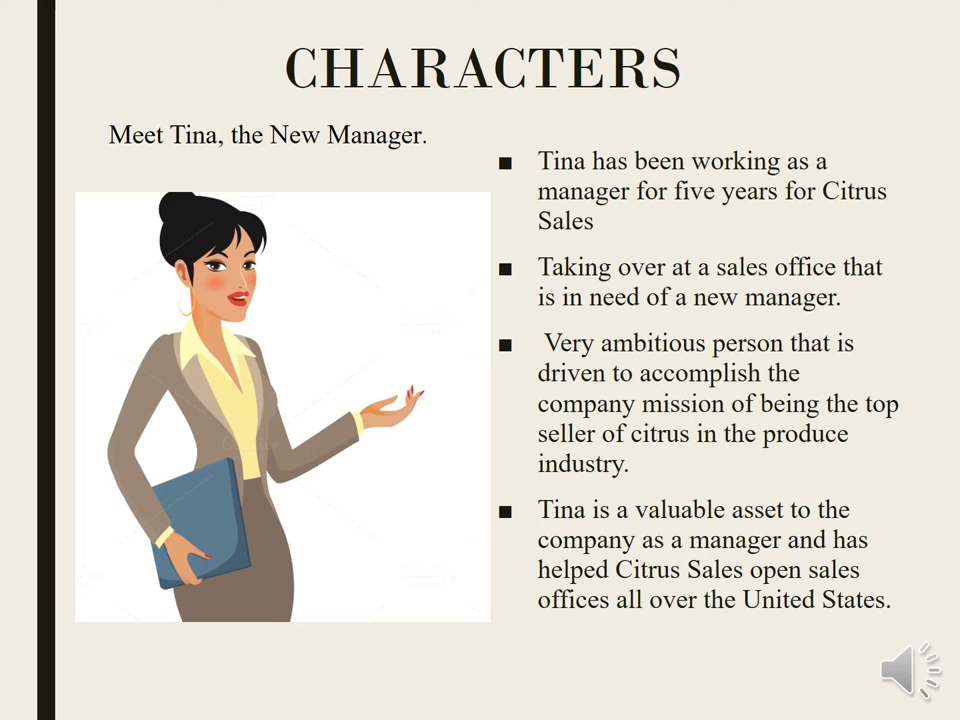 CHARACTERS
Meet Tina, the New Manager.
■ Tina has been working as a
manager for five years for Citrus
Sales
■ Taking over at a sales office that
is in need of a new manager.
■ Very ambitious person that is
driven to accomplish the
company mission of being the top
seller of citrus in the produce
industry.
■ Tina is a valuable asset to the
company as a manager and has
helped Citrus Sales open sales
offices all over the United States.